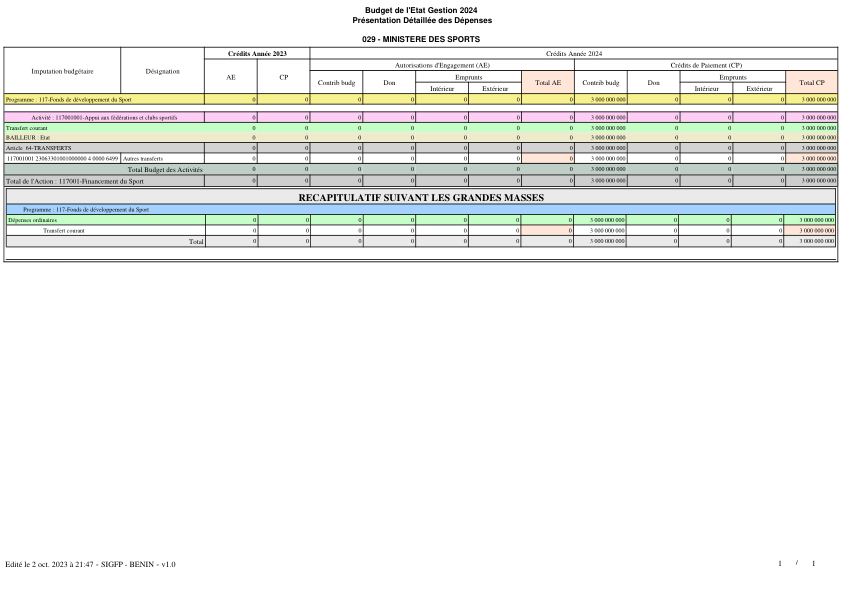 Budget de l'Etat Gestion 2024
Présentation Détaillée des Dépenses
029 - MINISTERE DES SPORTS
Imputation budgétaire Désignation Crédits Année 2023 Crédits Année 2024
AE CP Autorisations d'Engagement (AE) Crédits de Paiement (CP)
Contrib budg Don Emprunts Total AE Contrib budg Don Emprunts Total CP
Intérieur Extérieur Intérieur Extérieur
Programme : 117-Fonds de développement du Sport 0 0 0 0 0 0 0 3 000 000 000 0 0 0 3 000 000 000
Activité : 117001001-Appui aux fédérations et clubs sportifs 0 0 0 0 0 0 0 3 000 000 000 0 0 0 3 000 000 000
Transfert courant 0 0 0 0 0 0 0 3 000 000 000 0 0 0 3 000 000 000
BAILLEUR : Etat 0 0 0 0 0 0 0 3 000 000 000 0 0 0 3 000 000 000
Article 64-TRANSFERTS 0 0 0 0 0 0 0 3 000 000 000 0 0 0 3 000 000 000
117001001 23063301001000000 4 0000 6499 Autres transferts 0 0 0 0 0 0 0 3 000 000 000 0 0 0 3 000 000 000
Total Budget des Activités 0 0 0 0 0 0 0 3 000 000 000 0 0 0 3 000 000 000
Total de l'Action : 117001-Financement du Sport 0 0 0 0 0 0 0 3 000 000 000 0 0 0 3 000 000 000
RECAPITULATIF SUIVANT LES GRANDES MASSES
Programme : 117-Fonds de développement du Sport
Dépenses ordinaires 0 0 0 0 0 0 0 3 000 000 000 0 0 0 3 000 000 000
Transfert courant 0 0 0 0 0 0 0 3 000 000 000 0 0 0 3 000 000 000
Total 0 0 0 0 0 0 0 3 000 000 000 0 0 0 3 000 000 000
Edité le 2 oct. 2023 à 21:47 - SIGFP - BENIN - v1.0 1 / 1